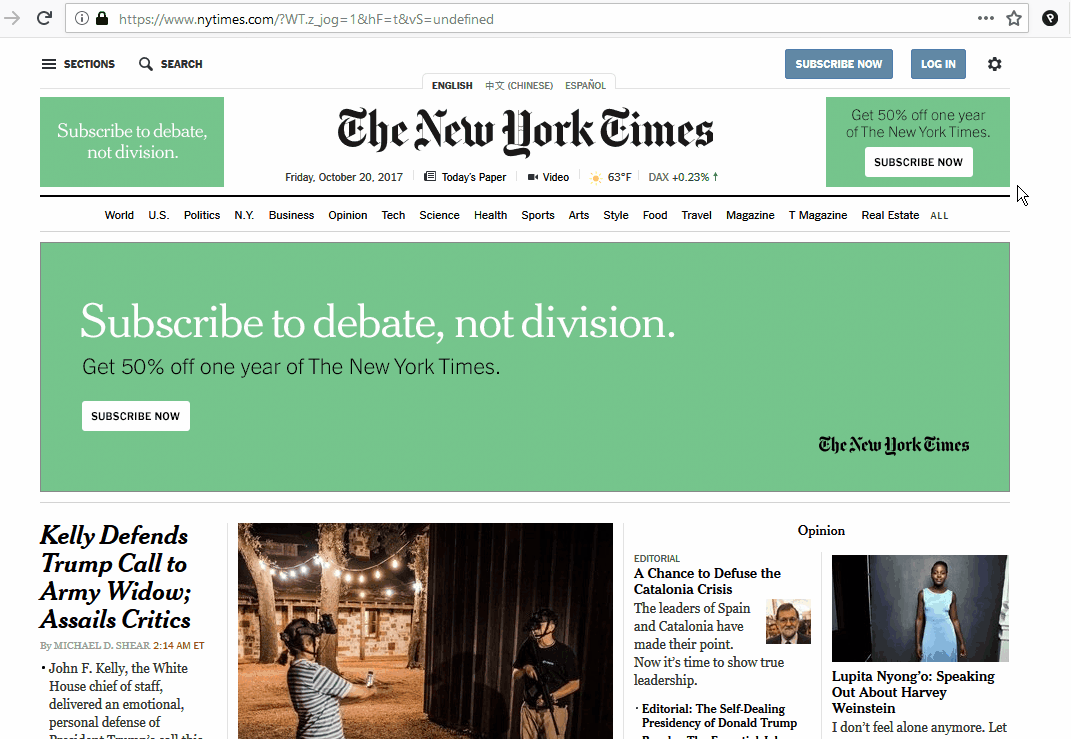 https://www.nytimes.com/?WT.z_jog=1&hF=t&vS=undefined
SECTIONS
SEARCH
SUBSCRIBE NOW
LOG IN
ENGLISH
中文 (CHINESE)
ESPAÑOL
Subscribe to debate,
not division.
The New York Times
Get 50% off one year
of The New York Times.
SUBSCRIBE NOW
Friday, October 20, 2017
Today's Paper
Video
63°F
DAX +0.23% ↑
World U.S. Politics N.Y. Business Opinion Tech Science Health Sports Arts Style Food Travel Magazine T Magazine Real Estate ALL
Subscribe to debate, not division.
Get 50% off one year of The New York Times.
SUBSCRIBE NOW
The New York Times
Kelly Defends
Trump Call to
Army Widow;
Assails Critics
By MICHAEL D. SHEAR 2:14 AM ET
• John F. Kelly, the White
House chief of staff,
delivered an emotional,
personal defense of
President Trump's call this
Opinion
EDITORIAL
A Chance to Defuse the
Catalonia Crisis
The leaders of Spain
and Catalonia have
made their point.
Now it's time to show true
leadership.
· Editorial: The Self-Dealing
Presidency of Donald Trump
Lupita Nyong'o: Speaking
Out About Harvey
Weinstein
I don't feel alone anymore. Let